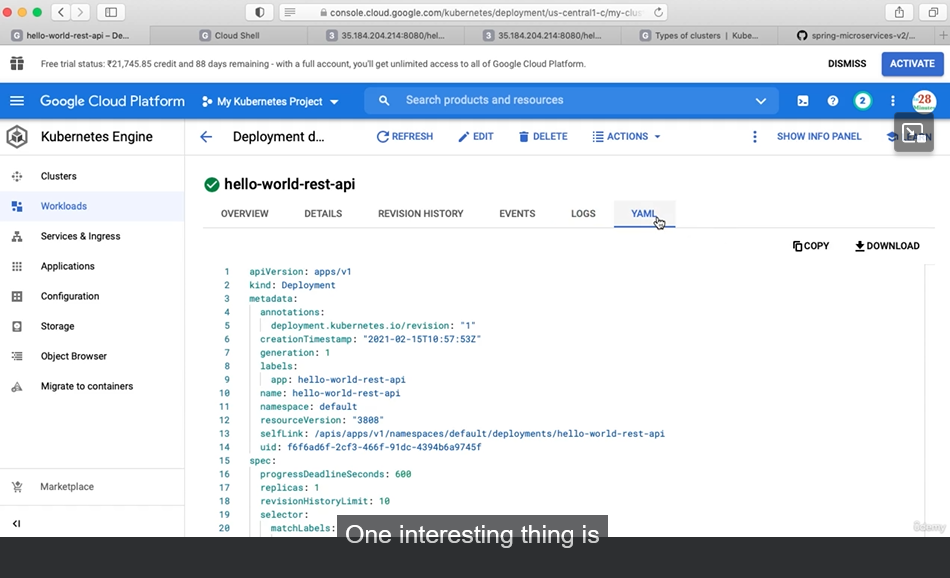 hello-world-rest-api – De...
Cloud Shell
35.184.204.214:8080/hel...
35.184.204.214:8080/hel...
Types of clusters | Kube...
spring-microservices-v2/...
console.cloud.google.com/kubernetes/deployment/us-central1-c/my-clus
Free trial status: ₹21,745.85 credit and 88 days remaining - with a full account, you'll get unlimited access to all of Google Cloud Platform.
DISMISS
ACTIVATE
Google Cloud Platform
My Kubernetes Project
Search products and resources
2
28
Minutes
Kubernetes Engine
Deployment d...
REFRESH
EDIT
DELETE
ACTIONS
SHOW INFO PANEL
Clusters
Workloads
Services & Ingress
Applications
Configuration
Storage
Object Browser
Migrate to containers
Marketplace
hello-world-rest-api
OVERVIEW
DETAILS
REVISION HISTORY
EVENTS
LOGS
YAML
COPY
DOWNLOAD
1 apiVersion: apps/v1
2 kind: Deployment
3 metadata:
4 annotations:
5 deployment.kubernetes.io/revision: "1"
6 creationTimestamp: "2021-02-15T10:57:53Z"
7 generation: 1
8 labels:
9 app: hello-world-rest-api
10 name: hello-world-rest-api
11 namespace: default
12 resourceVersion: "3808"
13 selfLink: /apis/apps/v1/namespaces/default/deployments/hello-world-rest-api
14 uid: f6f6ad6f-2cf3-466f-91dc-4394b6a9745f
15 spec:
16 progressDeadlineSeconds: 600
17 replicas: 1
18 revisionHistoryLimit: 10
19 selector:
20 matchLabels:
One interesting thing is
ûdemy